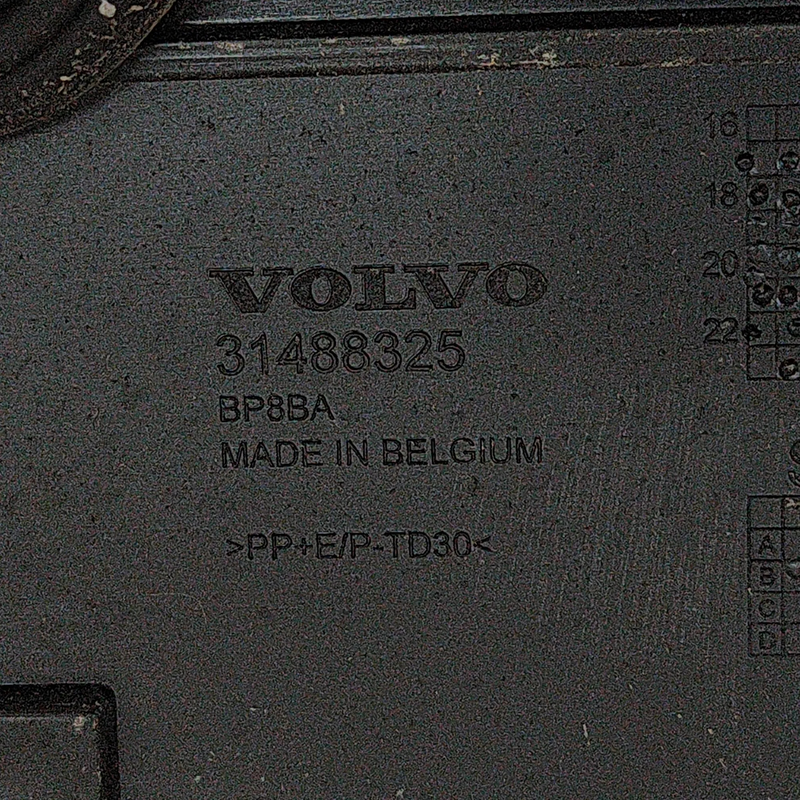 VOLVO
31488325
BP8BA
MADE IN BELGIUM
>PP+E/P-TD30<
16
18
20
22
A
B
C
D